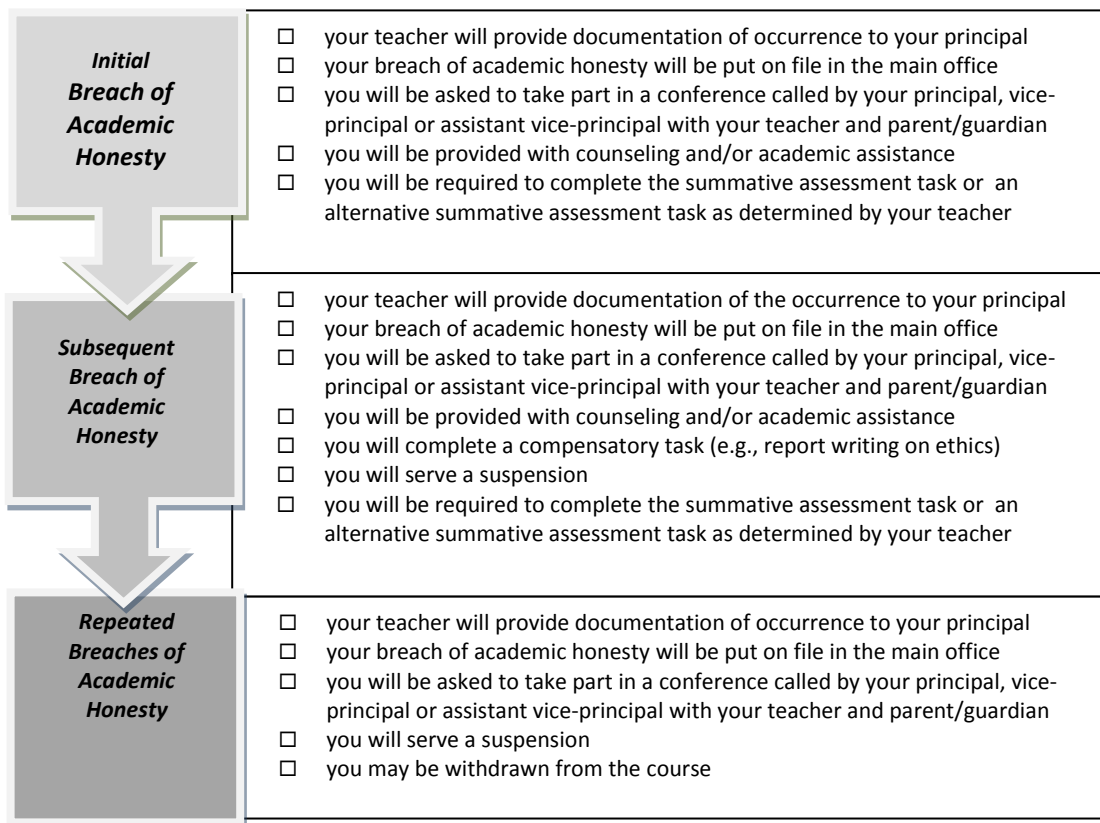 Initial
Breach of
Academic
Honesty
☐ your teacher will provide documentation of occurrence to your principal
☐ your breach of academic honesty will be put on file in the main office
☐ you will be asked to take part in a conference called by your principal, vice-
principal or assistant vice-principal with your teacher and parent/guardian
☐ you will be provided with counseling and/or academic assistance
☐ you will be required to complete the summative assessment task or an
alternative summative assessment task as determined by your teacher
Subsequent
Breach of
Academic
Honesty
☐ your teacher will provide documentation of the occurrence to your principal
☐ your breach of academic honesty will be put on file in the main office
☐ you will be asked to take part in a conference called by your principal, vice-
principal or assistant vice-principal with your teacher and parent/guardian
☐ you will be provided with counseling and/or academic assistance
☐ you will complete a compensatory task (e.g., report writing on ethics)
☐ you will serve a suspension
☐ you will be required to complete the summative assessment task or an
alternative summative assessment task as determined by your teacher
Repeated
Breaches of
Academic
Honesty
☐ your teacher will provide documentation of occurrence to your principal
☐ your breach of academic honesty will be put on file in the main office
☐ you will be asked to take part in a conference called by your principal, vice-
principal or assistant vice-principal with your teacher and parent/guardian
☐ you will serve a suspension
☐ you may be withdrawn from the course